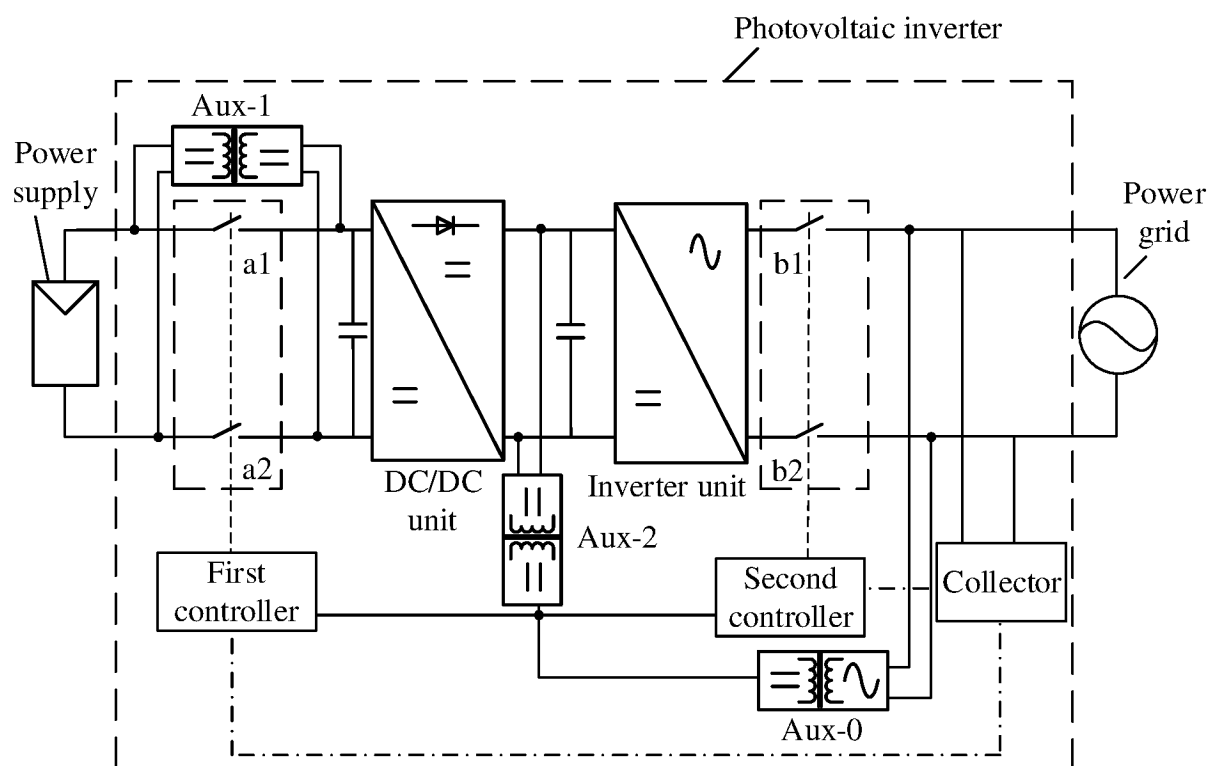 Photovoltaic inverter
Aux-1
Power
supply
Power
grid
a1
b1
a2
b2
DC/DC
unit
Inverter unit
Aux-2
First
controller
Second
controller
Collector
Aux-0